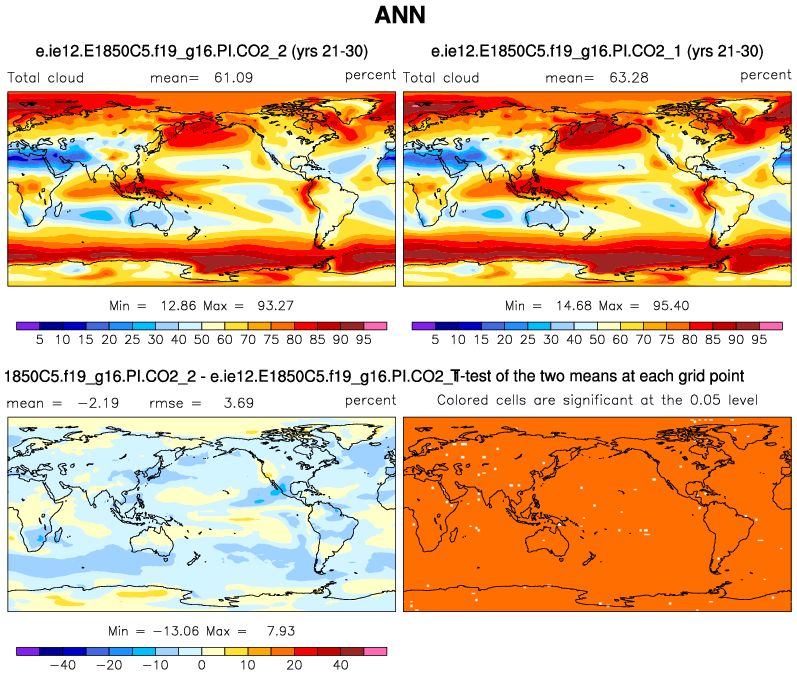 ANN
e.ie12.E1850C5.f19_g16.PI.CO2_2 (yrs 21-30)
Total cloud mean= 61.09 percent
Min = 12.86 Max = 93.27
5 10 15 20 25 30 40 50 60 70 75 80 85 90 95
e.ie12.E1850C5.f19_g16.PI.CO2_1 (yrs 21-30)
Total cloud mean= 63.28 percent
Min = 14.68 Max = 95.40
5 10 15 20 25 30 40 50 60 70 75 80 85 90 95
1850C5.f19_g16.PI.CO2_2 - e.ie12.E1850C5.f19_g16.PI.CO2_
mean = -2.19 rmse = 3.69 percent
Min = -13.06 Max = 7.93
-40 -20 -10 0 10 20 40
T-test of the two means at each grid point
Colored cells are significant at the 0.05 level